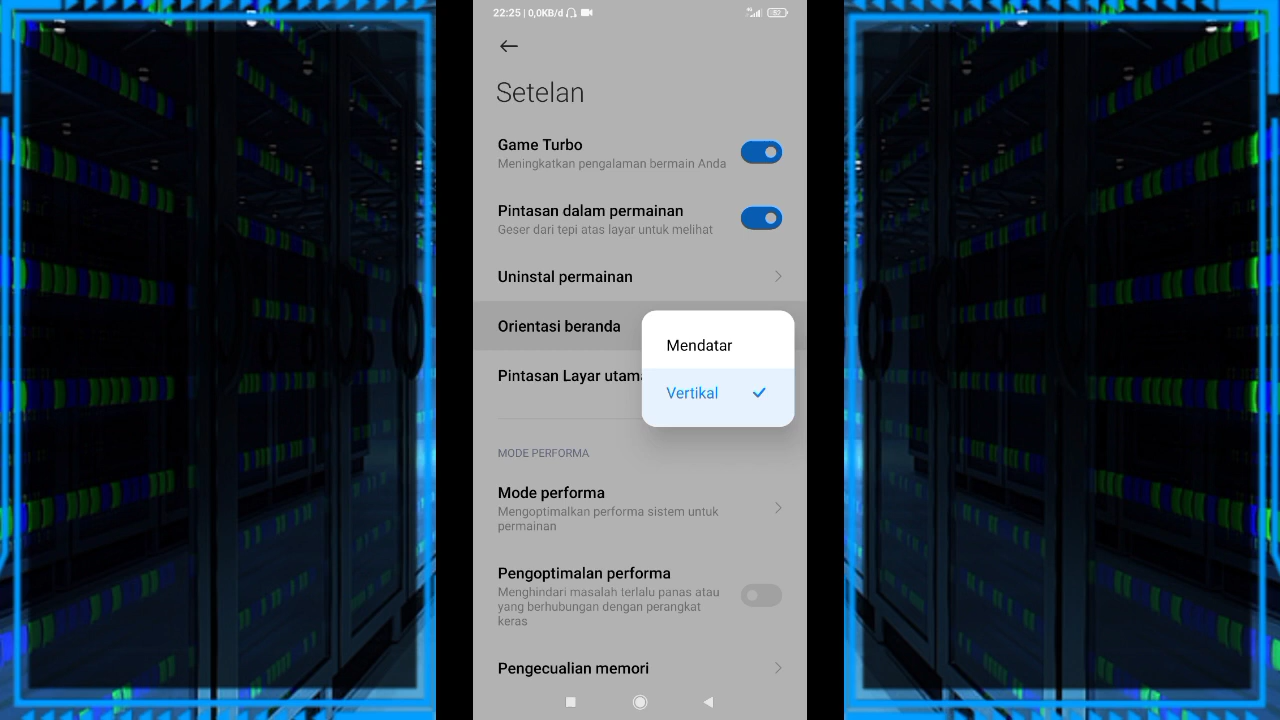 22:25 | 0,0KB/d
4G
52
Setelan
Game Turbo
Meningkatkan pengalaman bermain Anda
Pintasan dalam permainan
Geser dari tepi atas layar untuk melihat
Uninstal permainan
Orientasi beranda
Mendatar
Pintasan Layar utama
Vertikal
MODE PERFORMA
Mode performa
Mengoptimalkan performa sistem untuk
permainan
Pengoptimalan performa
Menghindari masalah terlalu panas atau
yang berhubungan dengan perangkat
keras
Pengecualian memori